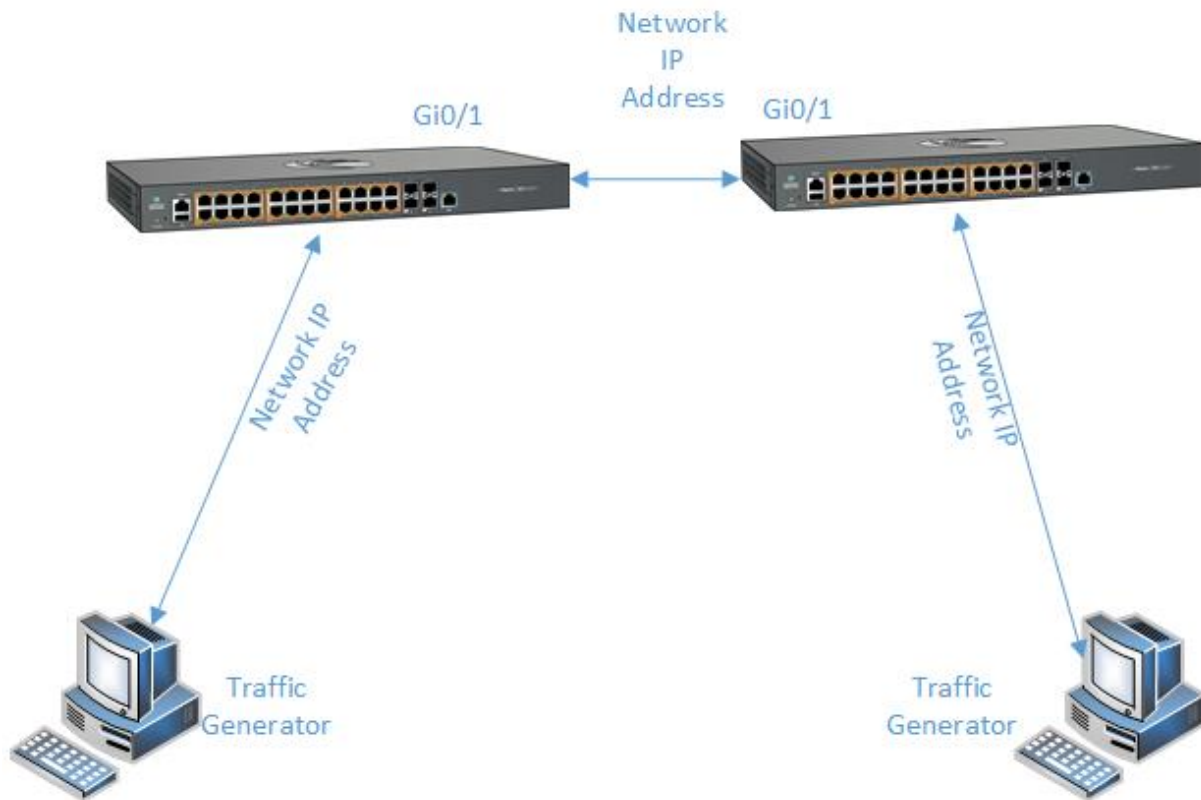 Network
IP
Address
Gi0/1
Gi0/1
Network IP
Address
Network IP
Address
Traffic
Generator
Traffic
Generator